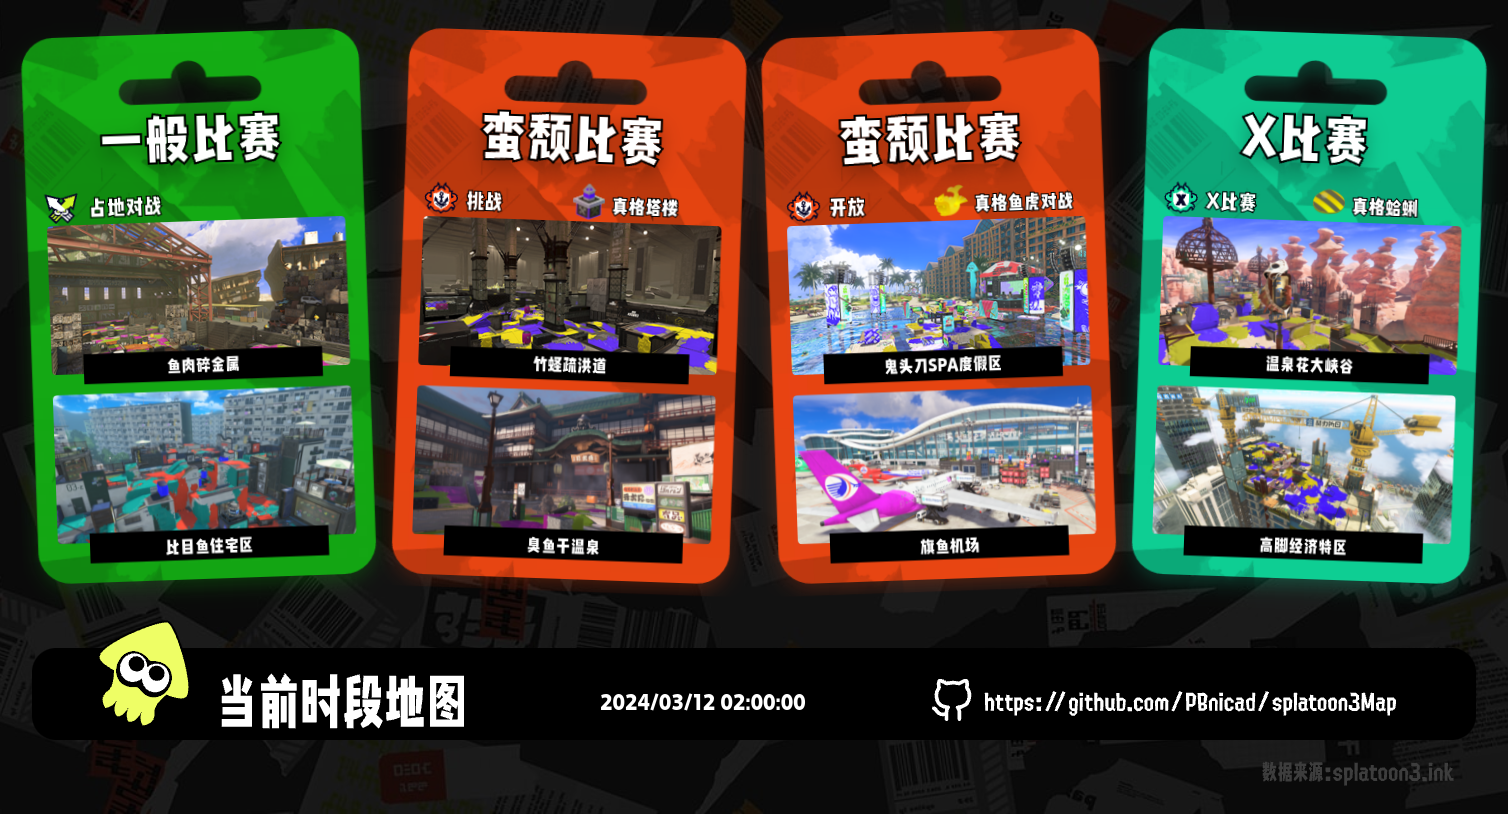 一般比赛
占地对战
鱼肉碎金属
比目鱼住宅区
蛮颓比赛
挑战
真格塔楼
竹蛏疏洪道
臭鱼干温泉
蛮颓比赛
开放
真格鱼虎对战
鬼头刀SPA度假区
旗鱼机场
X比赛
X比赛
真格蛤蜊
温泉花大峡谷
高脚经济特区
当前时段地图
2024/03/12 02:00:00
https://github.com/PBnicad/splatoon3Map
数据来源:splatoon3.ink